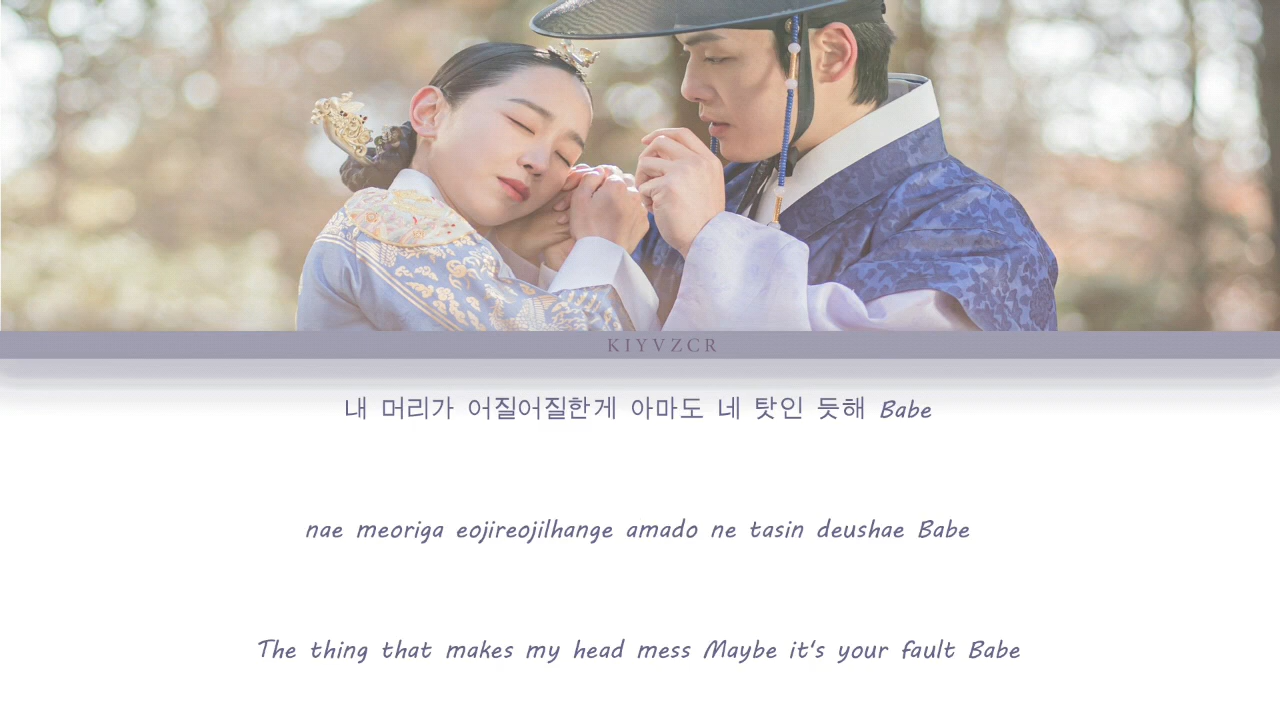 KIYVZCR
내 머리가 어질어질한게 아마도 네 탓인 듯해 Babe
nae meoriga eojireojilhange amado ne tasin deushae Babe
The thing that makes my head mess Maybe it's your fault Babe